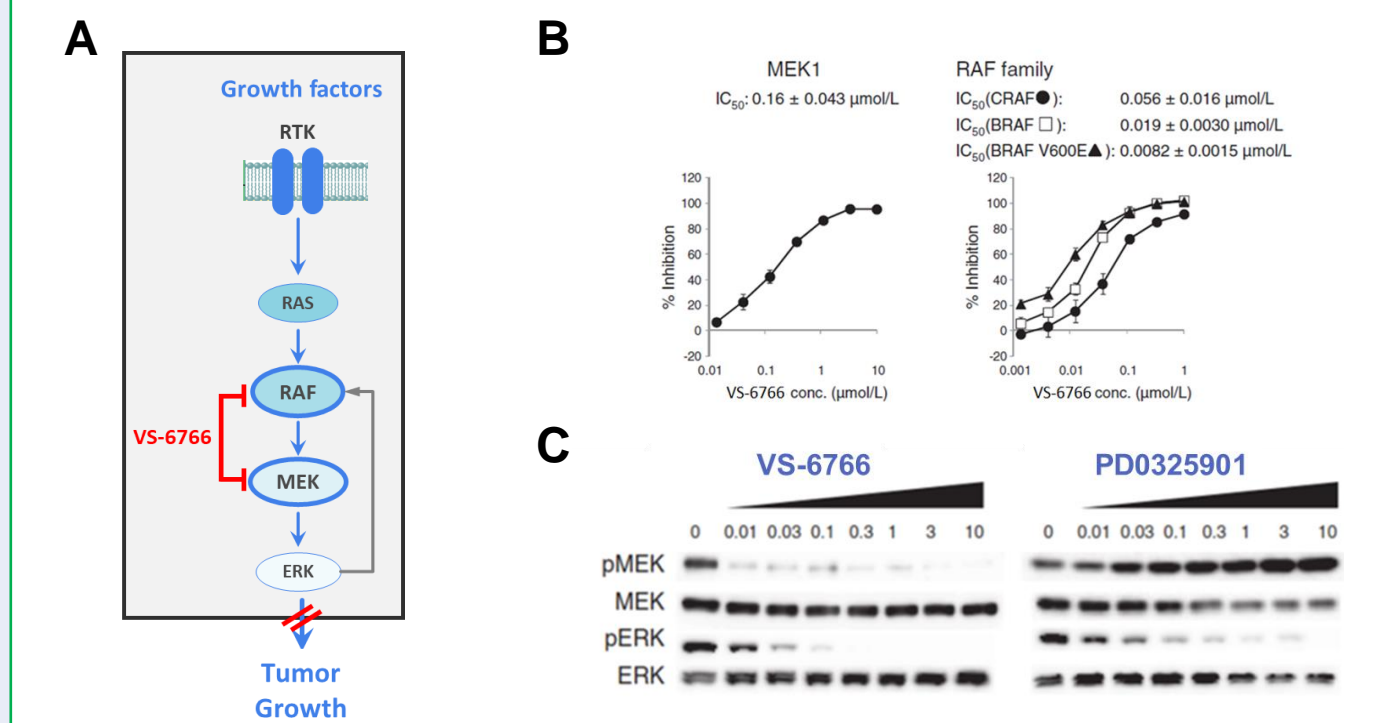 A
Growth factors
RTK
RAS
RAF
VS-6766
MEK
ERK
Tumor
Growth
B
MEK1
IC50: 0.16 ± 0.043 µmol/L
RAF family
IC50(CRAF●): 0.056 ± 0.016 µmol/L
IC50(BRAF □): 0.019 ± 0.0030 µmol/L
IC50(BRAF V600E▲): 0.0082 ± 0.0015 µmol/L
% Inhibition
120
100
80
60
40
20
0
-20
0.01 0.1 1 10
VS-6766 conc. (µmol/L)
% Inhibition
120
100
80
60
40
20
0
-20
0.001 0.01 0.1 1
VS-6766 conc. (µmol/L)
C
VS-6766 PD0325901
0 0.01 0.03 0.1 0.3 1 3 10 0 0.01 0.03 0.1 0.3 1 3 10
pMEK
MEK
pERK
ERK